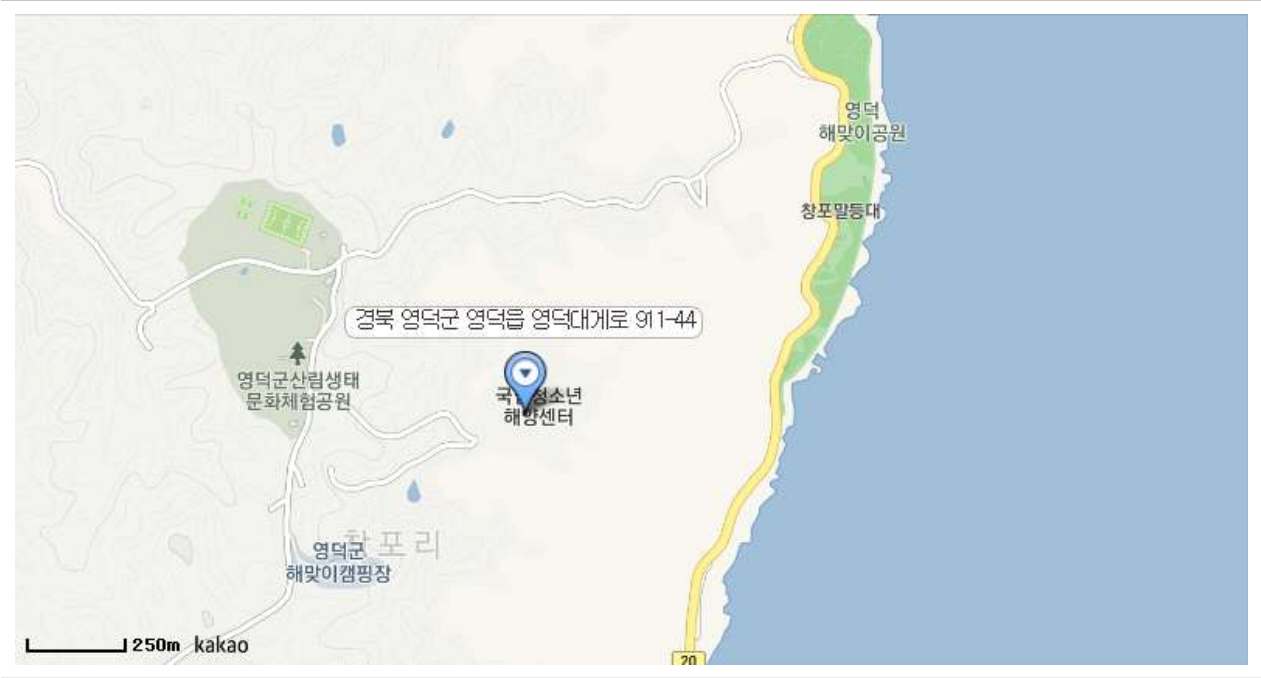 영덕
해맞이공원
창포말등대
경북 영덕군 영덕읍 영덕대게로 911-44
영덕군산림생태
문화체험공원
국립청소년
해양센터
창포리
영덕군
해맞이캠핑장
250m kakao
20